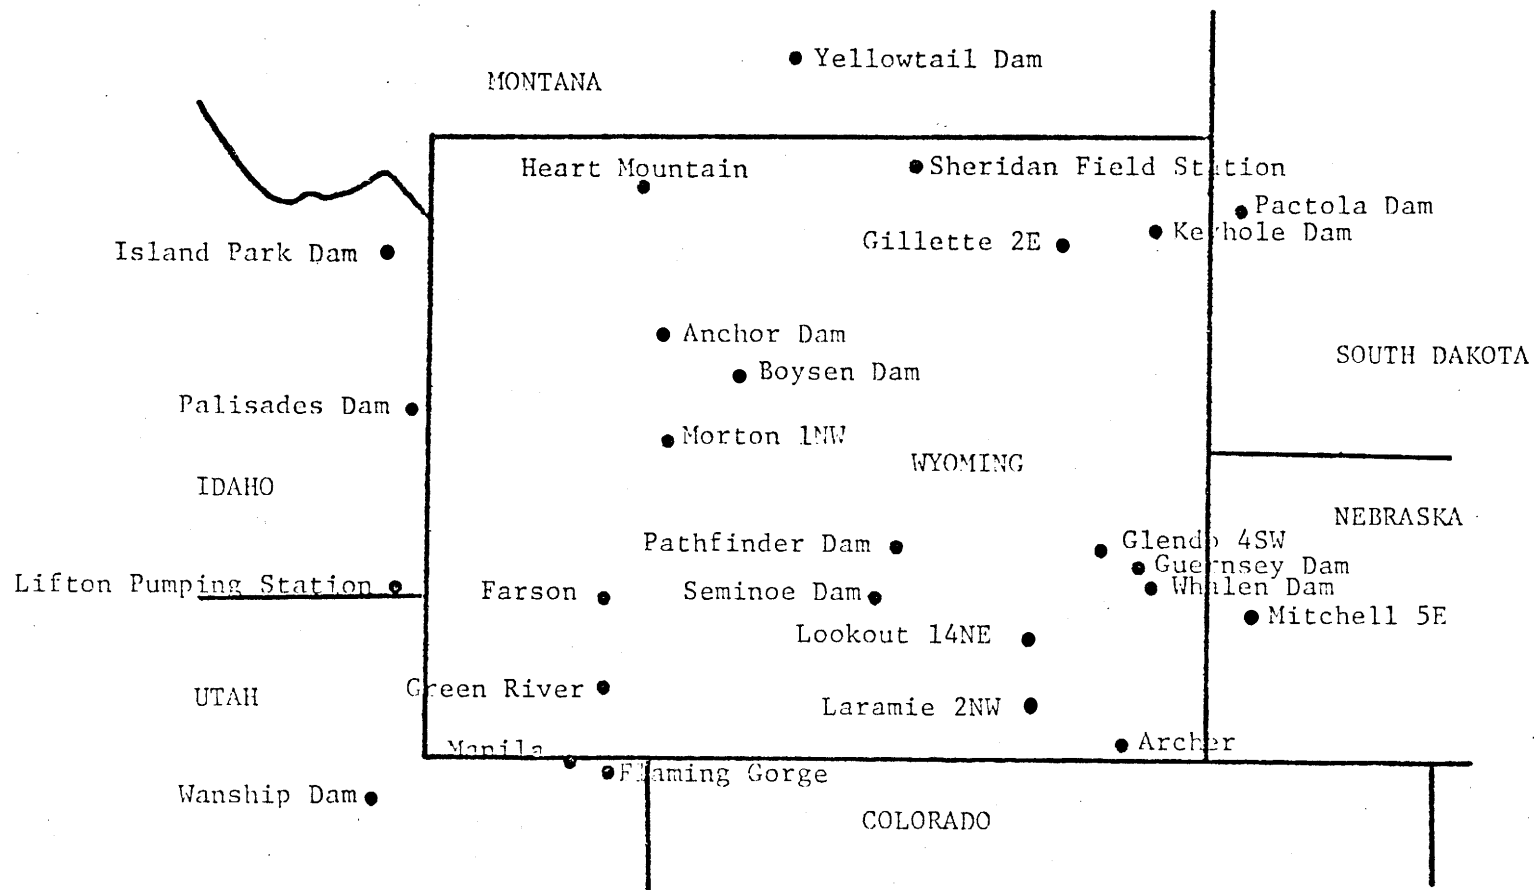 Yellowtail Dam
MONTANA
Heart Mountain
Sheridan Field Station
Pactola Dam
Keyhole Dam
Gillette 2E
Island Park Dam
Anchor Dam
SOUTH DAKOTA
Boysen Dam
Palisades Dam
Morton 1NW
WYOMING
IDAHO
NEBRASKA
Pathfinder Dam
Glendo 4SW
Guernsey Dam
Lifton Pumping Station
Farson
Seminoe Dam
Whalen Dam
Mitchell 5E
Lookout 14NE
Green River
UTAH
Laramie 2NW
Archer
Manila
Flaming Gorge
Wanship Dam
COLORADO